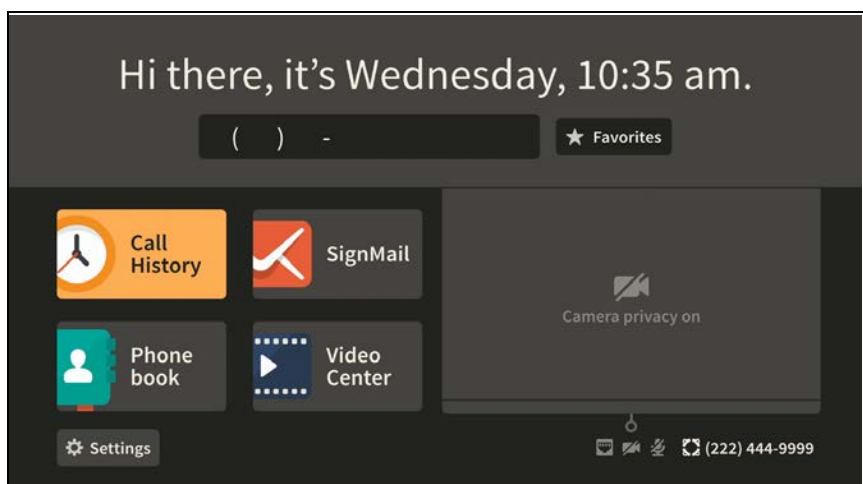 Hi there, it’s Wednesday, 10:35 am.
( ) -
Favorites
Call
History
SignMail
Phone
book
Video
Center
Camera privacy on
Settings
(222) 444-9999